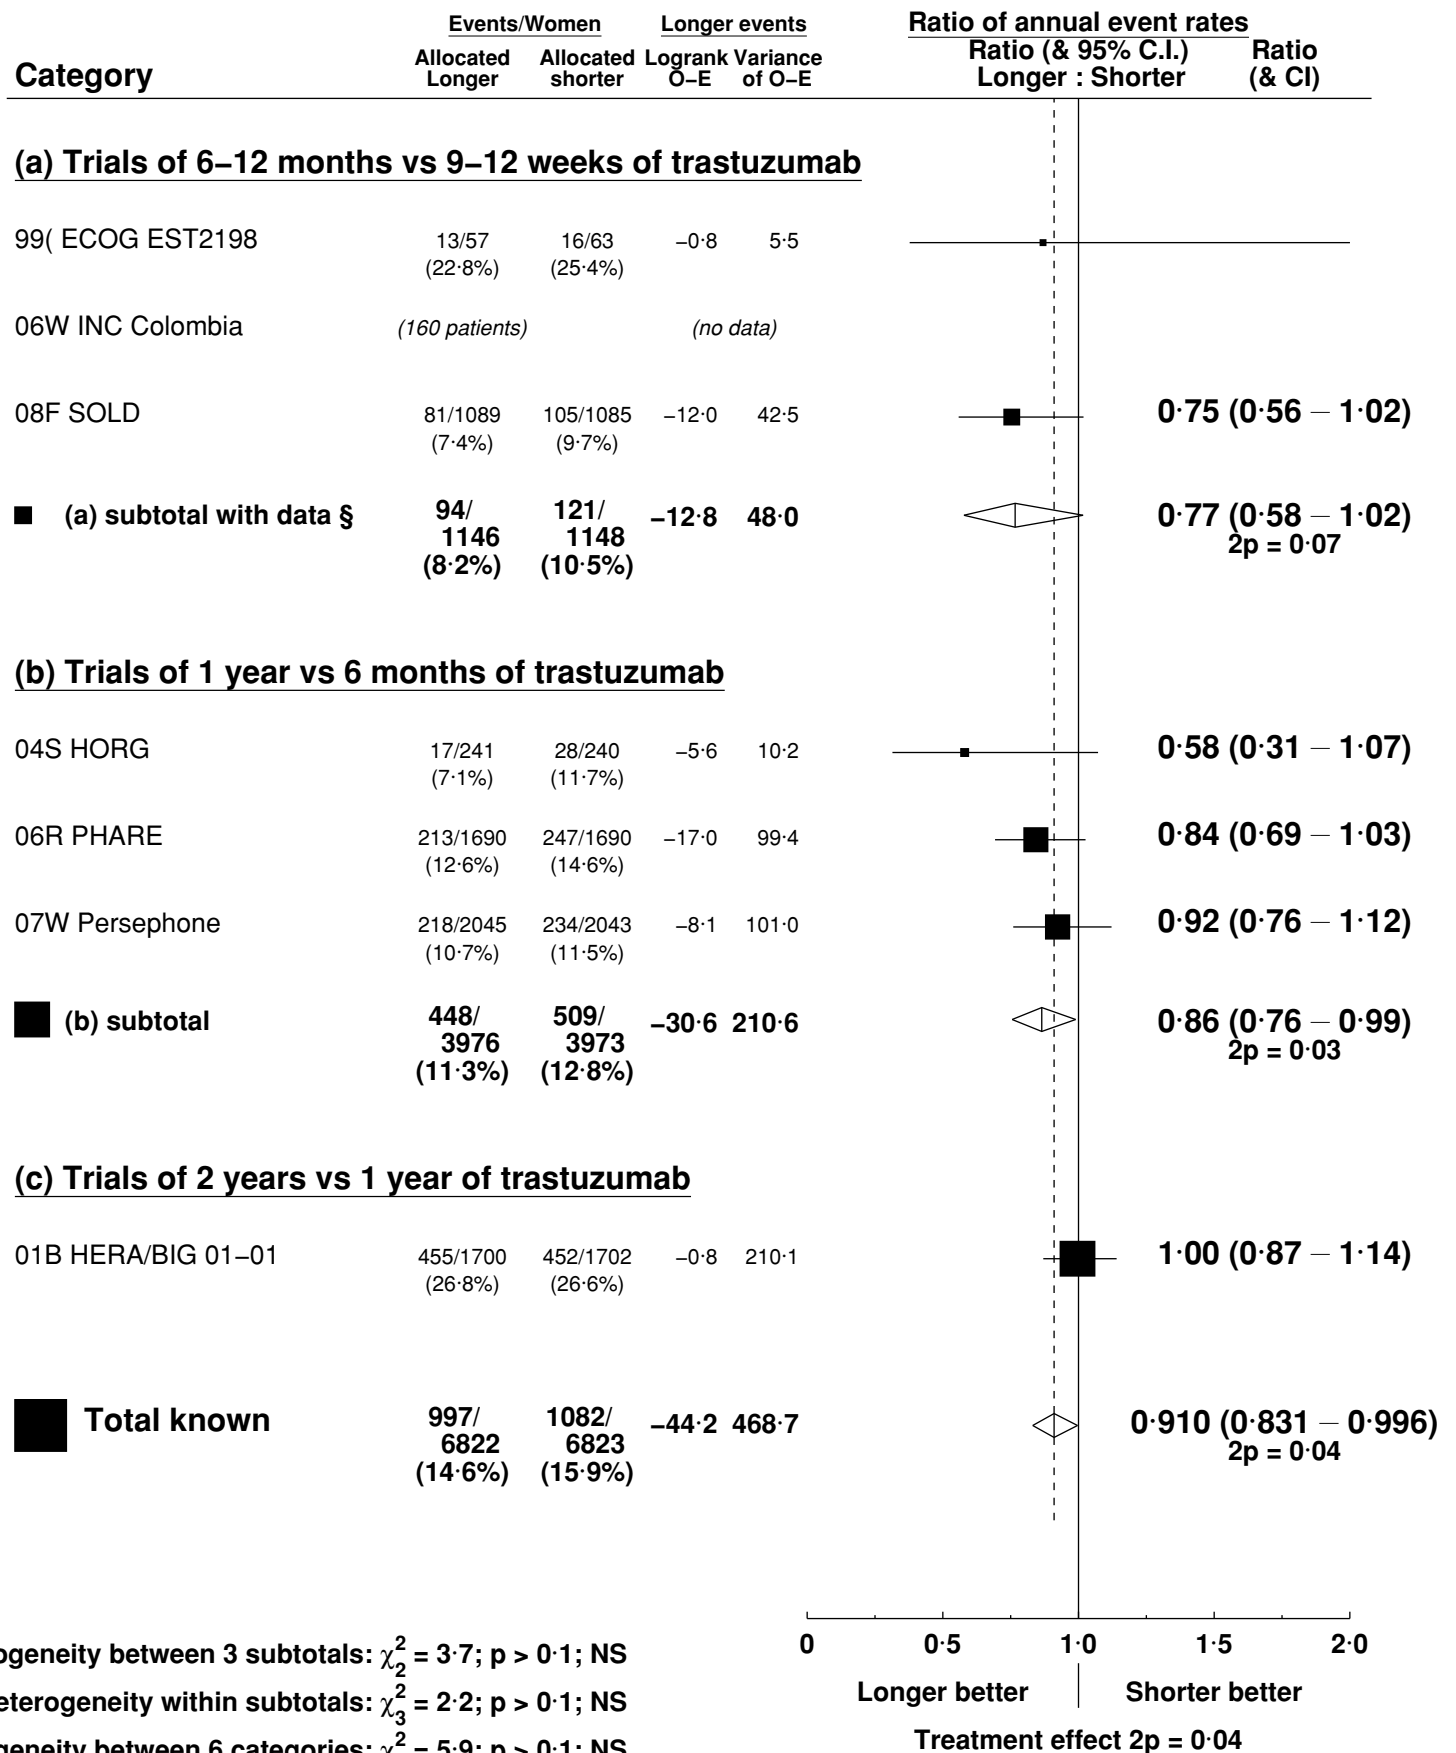 Events/Women Longer events Ratio of annual event rates
Allocated Allocated Logrank Variance Ratio (& 95% C.I.) Ratio
Category Longer shorter O–E of O–E Longer : Shorter (& CI)
(a) Trials of 6–12 months vs 9–12 weeks of trastuzumab
99( ECOG EST2198 13/57 16/63 –0·8 5·5
(22·8%) (25·4%)
06W INC Colombia (160 patients) (no data)
08F SOLD 81/1089 105/1085 –12·0 42·5 0·75 (0·56 – 1·02)
(7·4%) (9·7%)
(a) subtotal with data § 94/ 121/ –12·8 48·0 0·77 (0·58 – 1·02)
1146 1148 2p = 0·07
(8·2%) (10·5%)
(b) Trials of 1 year vs 6 months of trastuzumab
04S HORG 17/241 28/240 –5·6 10·2 0·58 (0·31 – 1·07)
(7·1%) (11·7%)
06R PHARE 213/1690 247/1690 –17·0 99·4 0·84 (0·69 – 1·03)
(12·6%) (14·6%)
07W Persephone 218/2045 234/2043 –8·1 101·0 0·92 (0·76 – 1·12)
(10·7%) (11·5%)
(b) subtotal 448/ 509/ –30·6 210·6 0·86 (0·76 – 0·99)
3976 3973 2p = 0·03
(11·3%) (12·8%)
(c) Trials of 2 years vs 1 year of trastuzumab
01B HERA/BIG 01–01 455/1700 452/1702 –0·8 210·1 1·00 (0·87 – 1·14)
(26·8%) (26·6%)
Total known 997/ 1082/ –44·2 468·7 0·910 (0·831 – 0·996)
6822 6823 2p = 0·04
(14·6%) (15·9%)
0 0·5 1·0 1·5 2·0
ogeneity between 3 subtotals: χ²₂ = 3·7; p > 0·1; NS
Longer better Shorter better
eterogeneity within subtotals: χ²₃ = 2·2; p > 0·1; NS
Treatment effect 2p = 0·04
geneity between 6 categories: χ² = 5·9; p > 0·1; NS